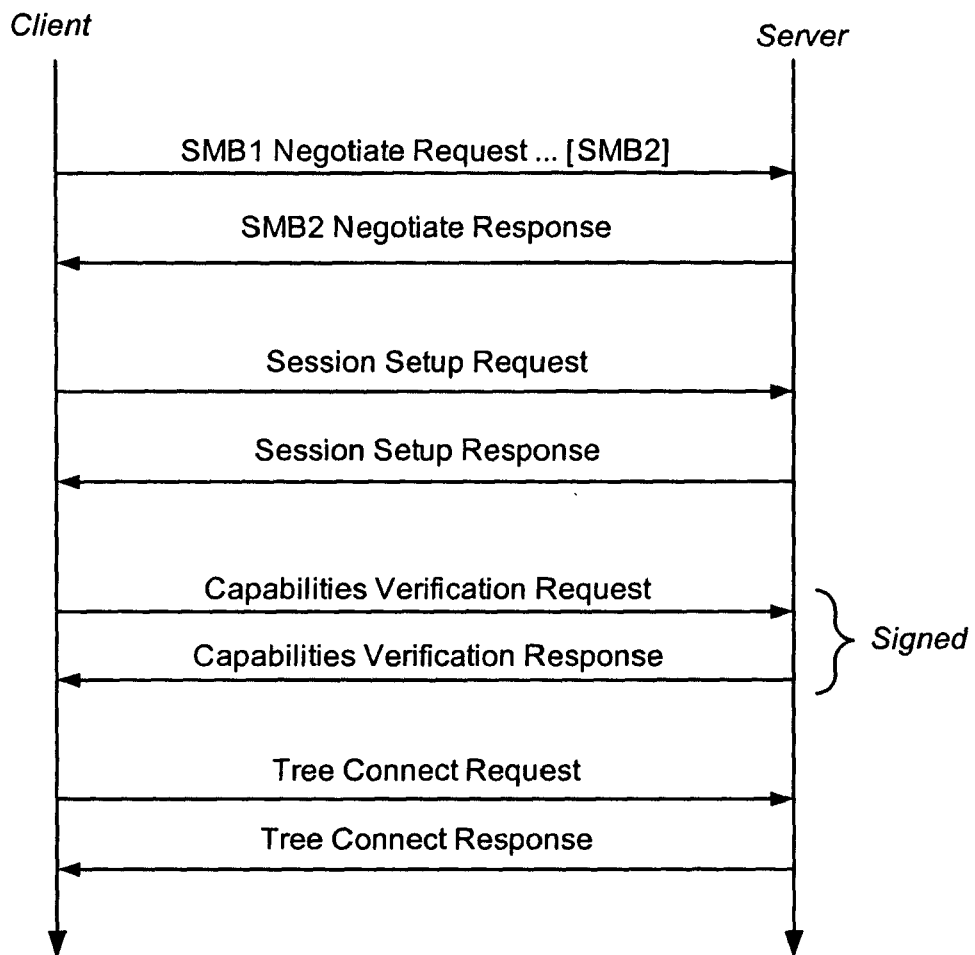 Client
Server
SMB1 Negotiate Request ... [SMB2]
SMB2 Negotiate Response
Session Setup Request
Session Setup Response
Capabilities Verification Request
Signed
Capabilities Verification Response
Tree Connect Request
Tree Connect Response